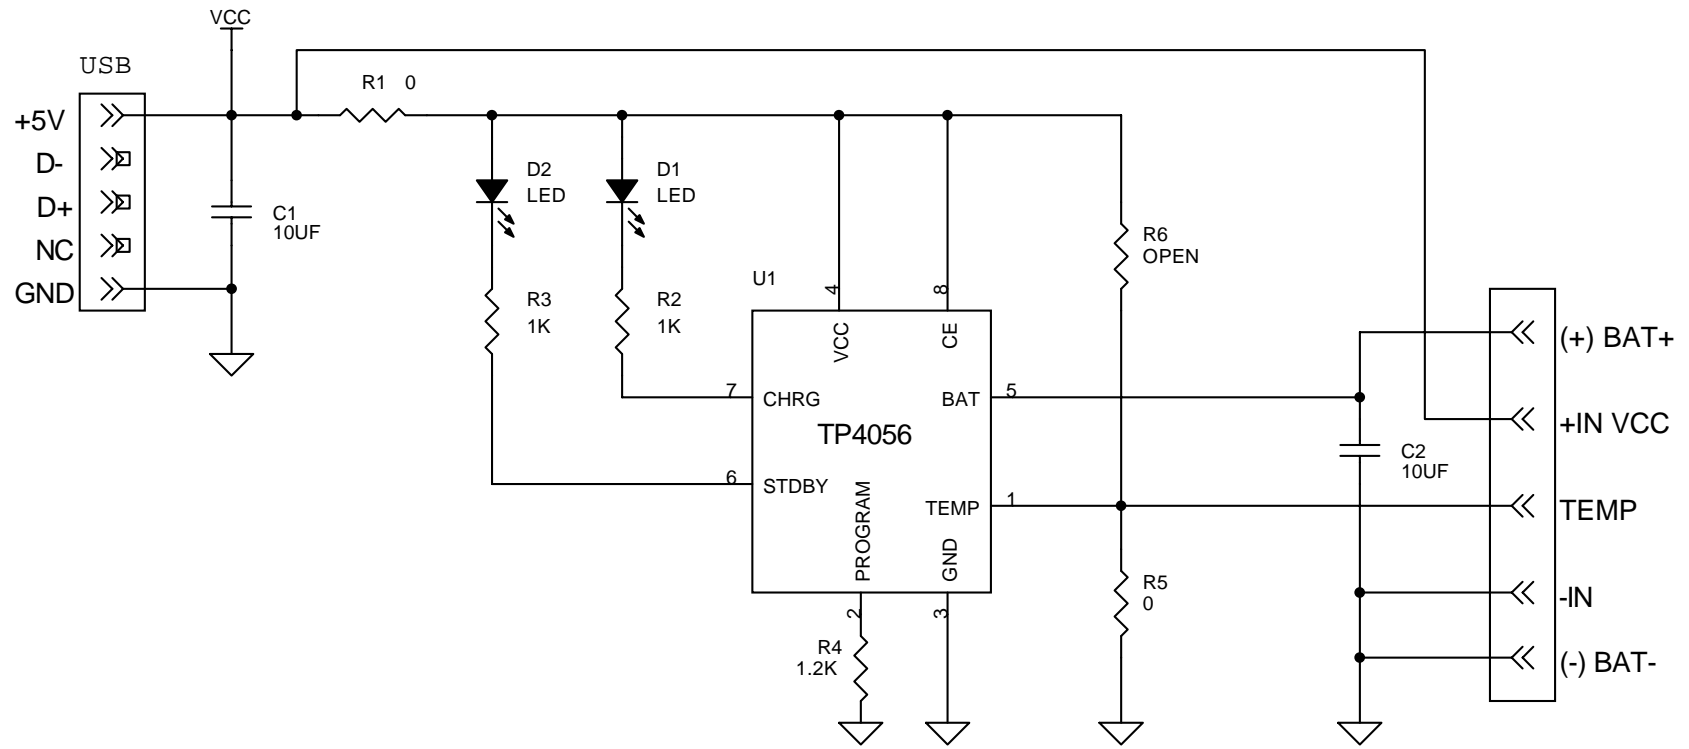 VCC
USB
+5V
D-
D+
NC
GND
R1 0
C1
10UF
D2
LED
D1
LED
R3
1K
R2
1K
R6
OPEN
U1
4
8
VCC
CE
7
CHRG
BAT
5
TP4056
6
STDBY
PROGRAM
TEMP
1
GND
2
3
R4
1.2K
R5
0
C2
10UF
(+) BAT+
+IN VCC
TEMP
-IN
(-) BAT-